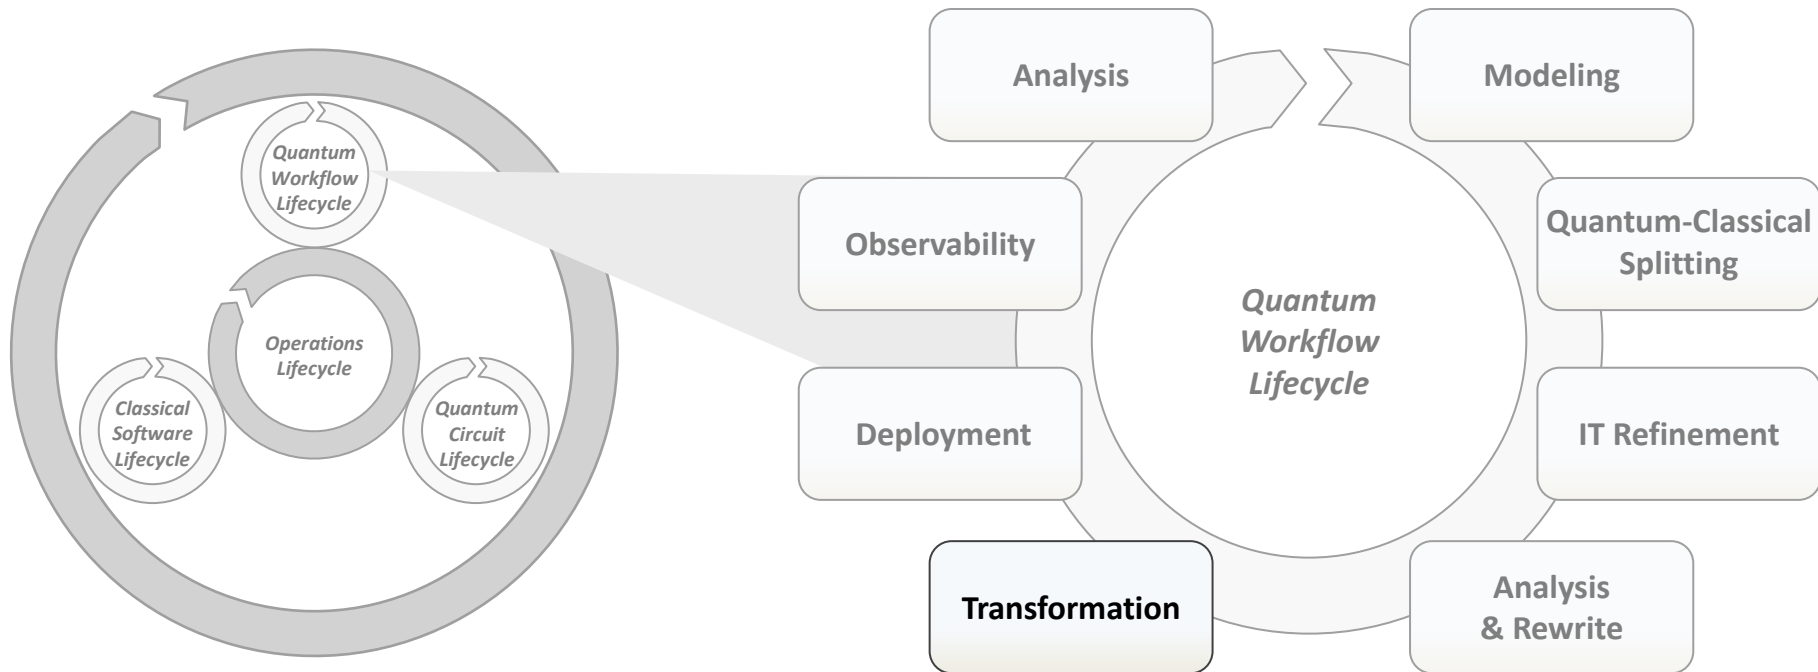 Quantum
Workflow
Lifecycle
Operations
Lifecycle
Classical
Software
Lifecycle
Quantum
Circuit
Lifecycle
Analysis
Modeling
Observability
Quantum-Classical
Splitting
Quantum
Workflow
Lifecycle
Deployment
IT Refinement
Transformation
Analysis
& Rewrite